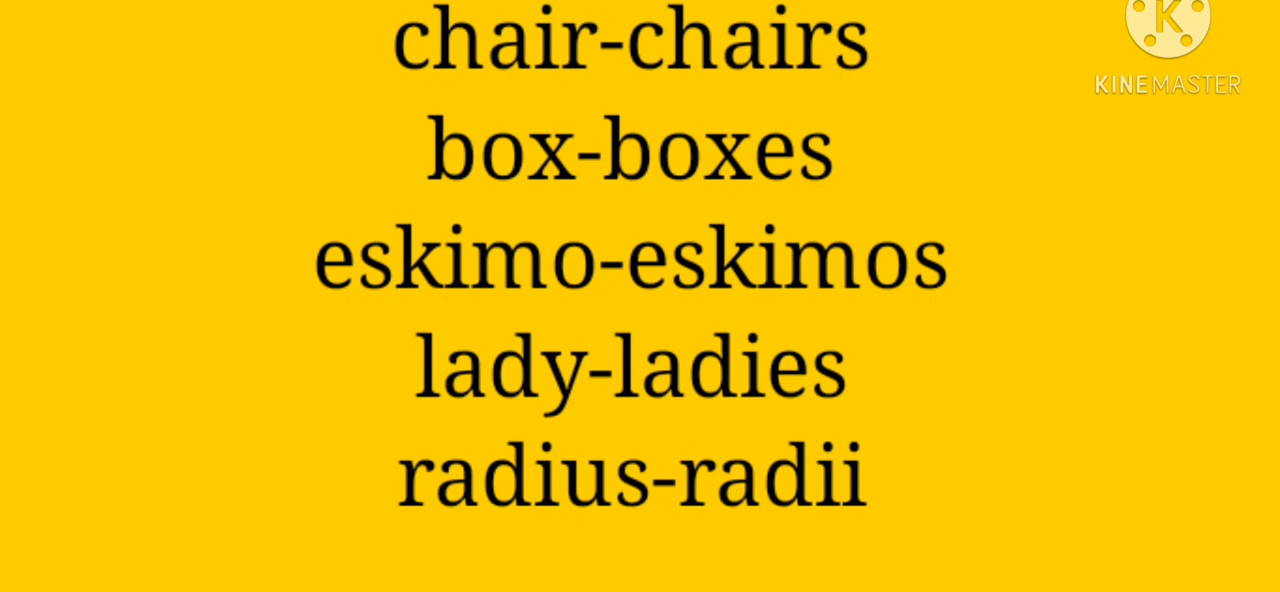 chair-chairs
K
KINEMASTER
box-boxes
eskimo-eskimos
lady-ladies
radius-radii